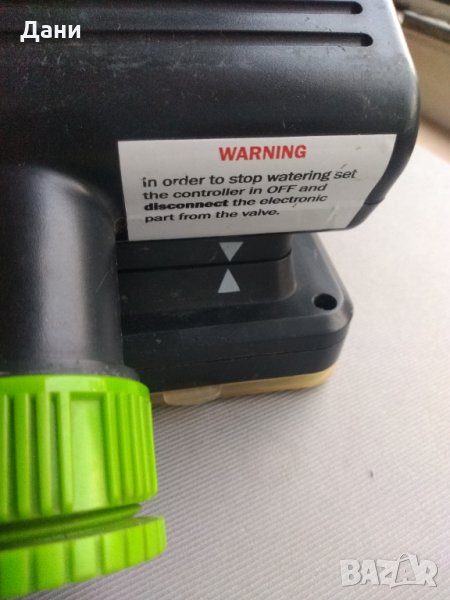 Дани
WARNING
in order to stop watering set
the controller in OFF and
disconnect the electronic
part from the valve.
BAZAR